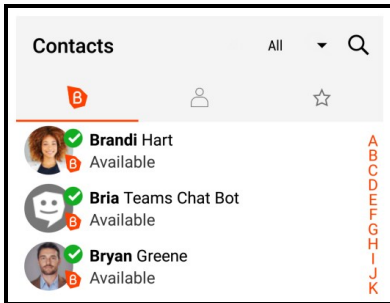 Contacts
All
B
Brandi Hart
B Available
Bria Teams Chat Bot
B Available
Bryan Greene
B Available
A
B
C
D
E
F
G
H
I
J
K